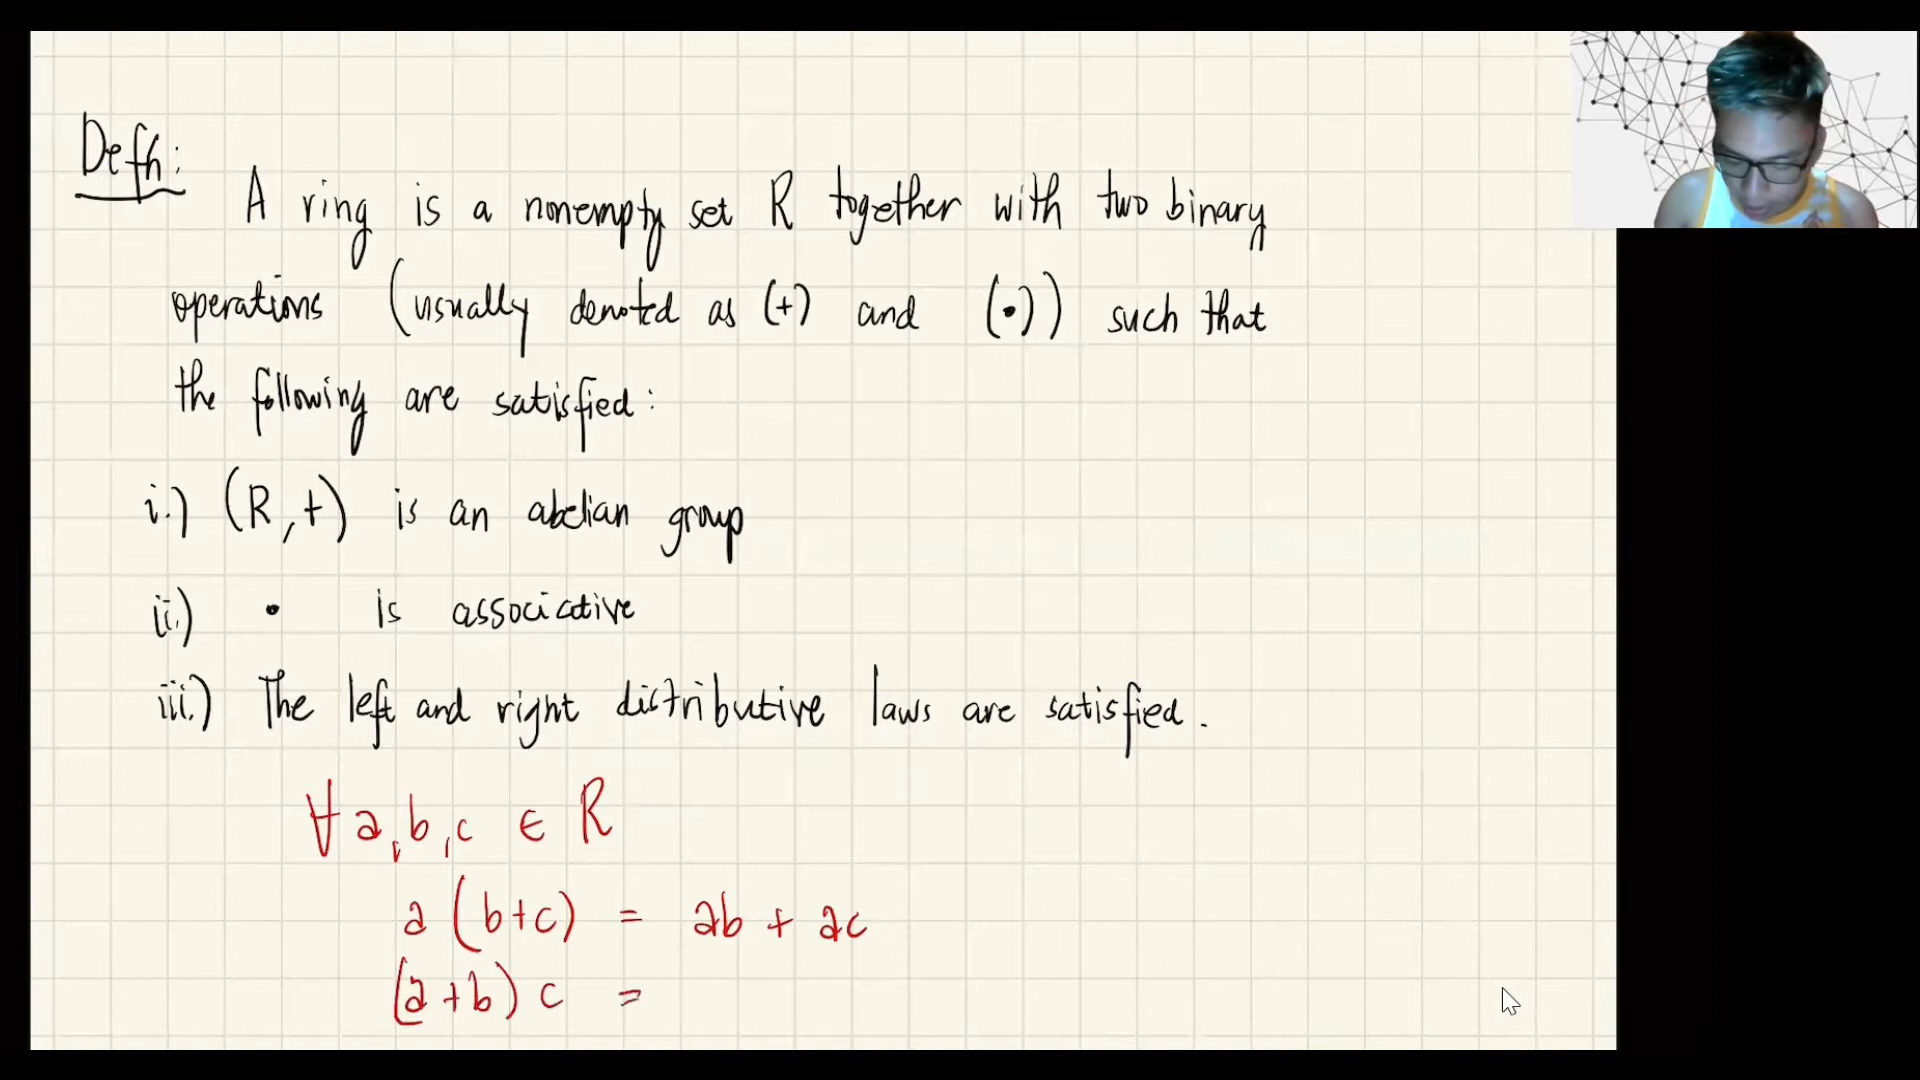 Defn:
A ring is a nonempty set R together with two binary
operations (usually denoted as (+) and (•)) such that
the following are satisfied:
i.) (R,+) is an abelian group
ii.) • is associative
iii.) The left and right distributive laws are satisfied.
∀ a,b,c ∈ R
a (b+c) = ab + ac
(a+b) c =